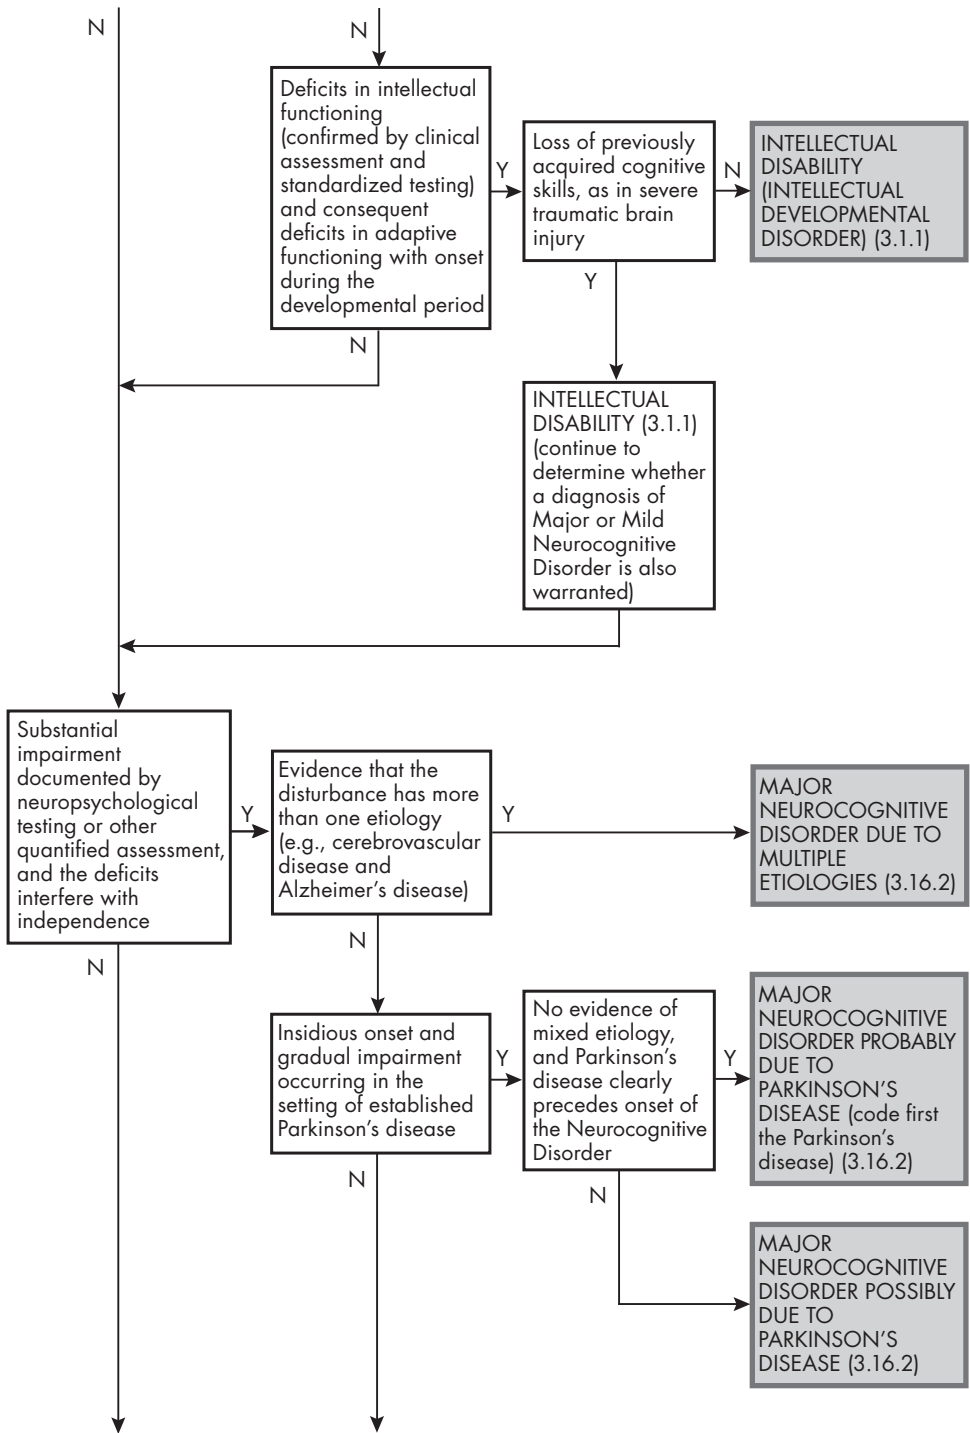 N
N
Deficits in intellectual
functioning
(confirmed by clinical
assessment and
standardized testing)
and consequent
deficits in adaptive
functioning with onset
during the
developmental period
Y
Loss of previously
acquired cognitive
skills, as in severe
traumatic brain
injury
N
INTELLECTUAL
DISABILITY
(INTELLECTUAL
DEVELOPMENTAL
DISORDER) (3.1.1)
Y
N
INTELLECTUAL
DISABILITY (3.1.1)
(continue to
determine whether
a diagnosis of
Major or Mild
Neurocognitive
Disorder is also
warranted)
Substantial
impairment
documented by
neuropsychological
testing or other
quantified assessment,
and the deficits
interfere with
independence
Y
Evidence that the
disturbance has more
than one etiology
(e.g., cerebrovascular
disease and
Alzheimer's disease)
Y
MAJOR
NEUROCOGNITIVE
DISORDER DUE TO
MULTIPLE
ETIOLOGIES (3.16.2)
N
N
Insidious onset and
gradual impairment
occurring in the
setting of established
Parkinson's disease
Y
No evidence of
mixed etiology,
and Parkinson's
disease clearly
precedes onset of
the Neurocognitive
Disorder
Y
MAJOR
NEUROCOGNITIVE
DISORDER PROBABLY
DUE TO
PARKINSON'S
DISEASE (code first
the Parkinson's
disease) (3.16.2)
N
N
MAJOR
NEUROCOGNITIVE
DISORDER POSSIBLY
DUE TO
PARKINSON'S
DISEASE (3.16.2)